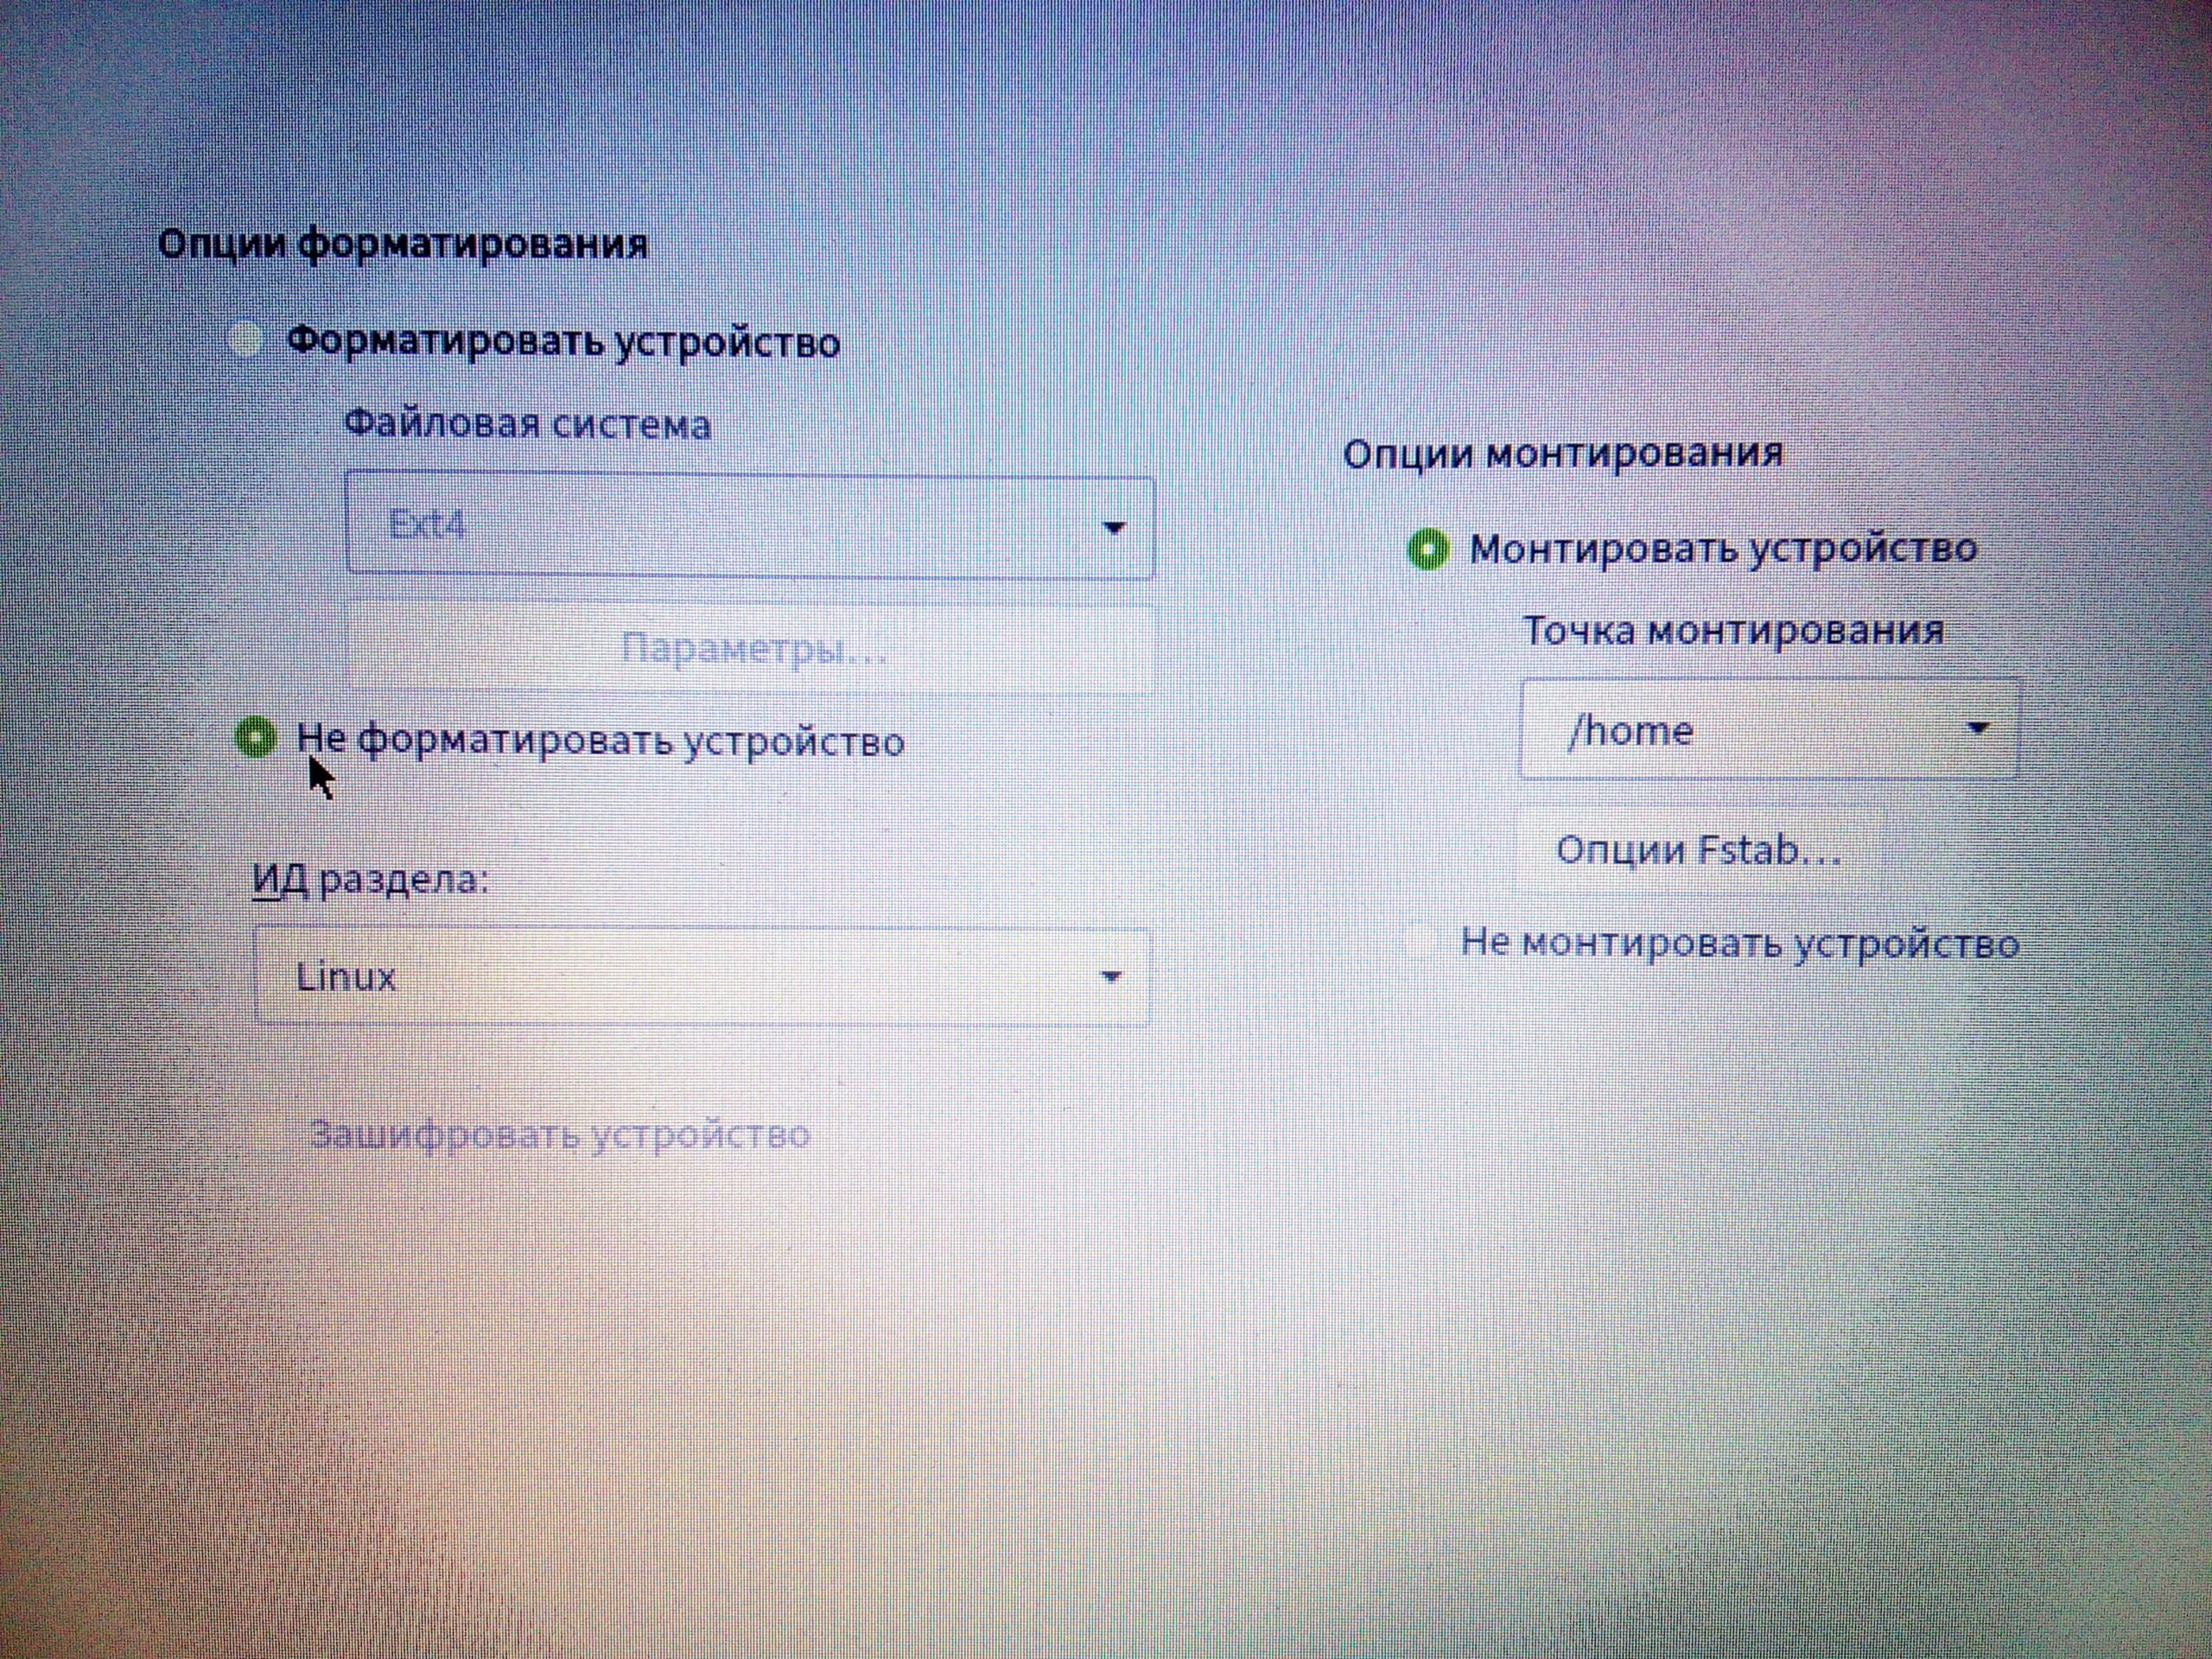 Опции форматирования
Форматировать устройство
Файловая система
Ext4
Параметры...
Не форматировать устройство
ИД раздела:
Linux
Зашифровать устройство
Опции монтирования
Монтировать устройство
Точка монтирования
/home
Опции Fstab...
Не монтировать устройство